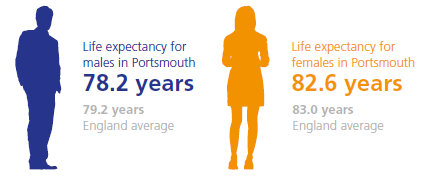 Life expectancy for
males in Portsmouth
78.2 years
79.2 years
England average
Life expectancy for
females in Portsmouth
82.6 years
83.0 years
England average